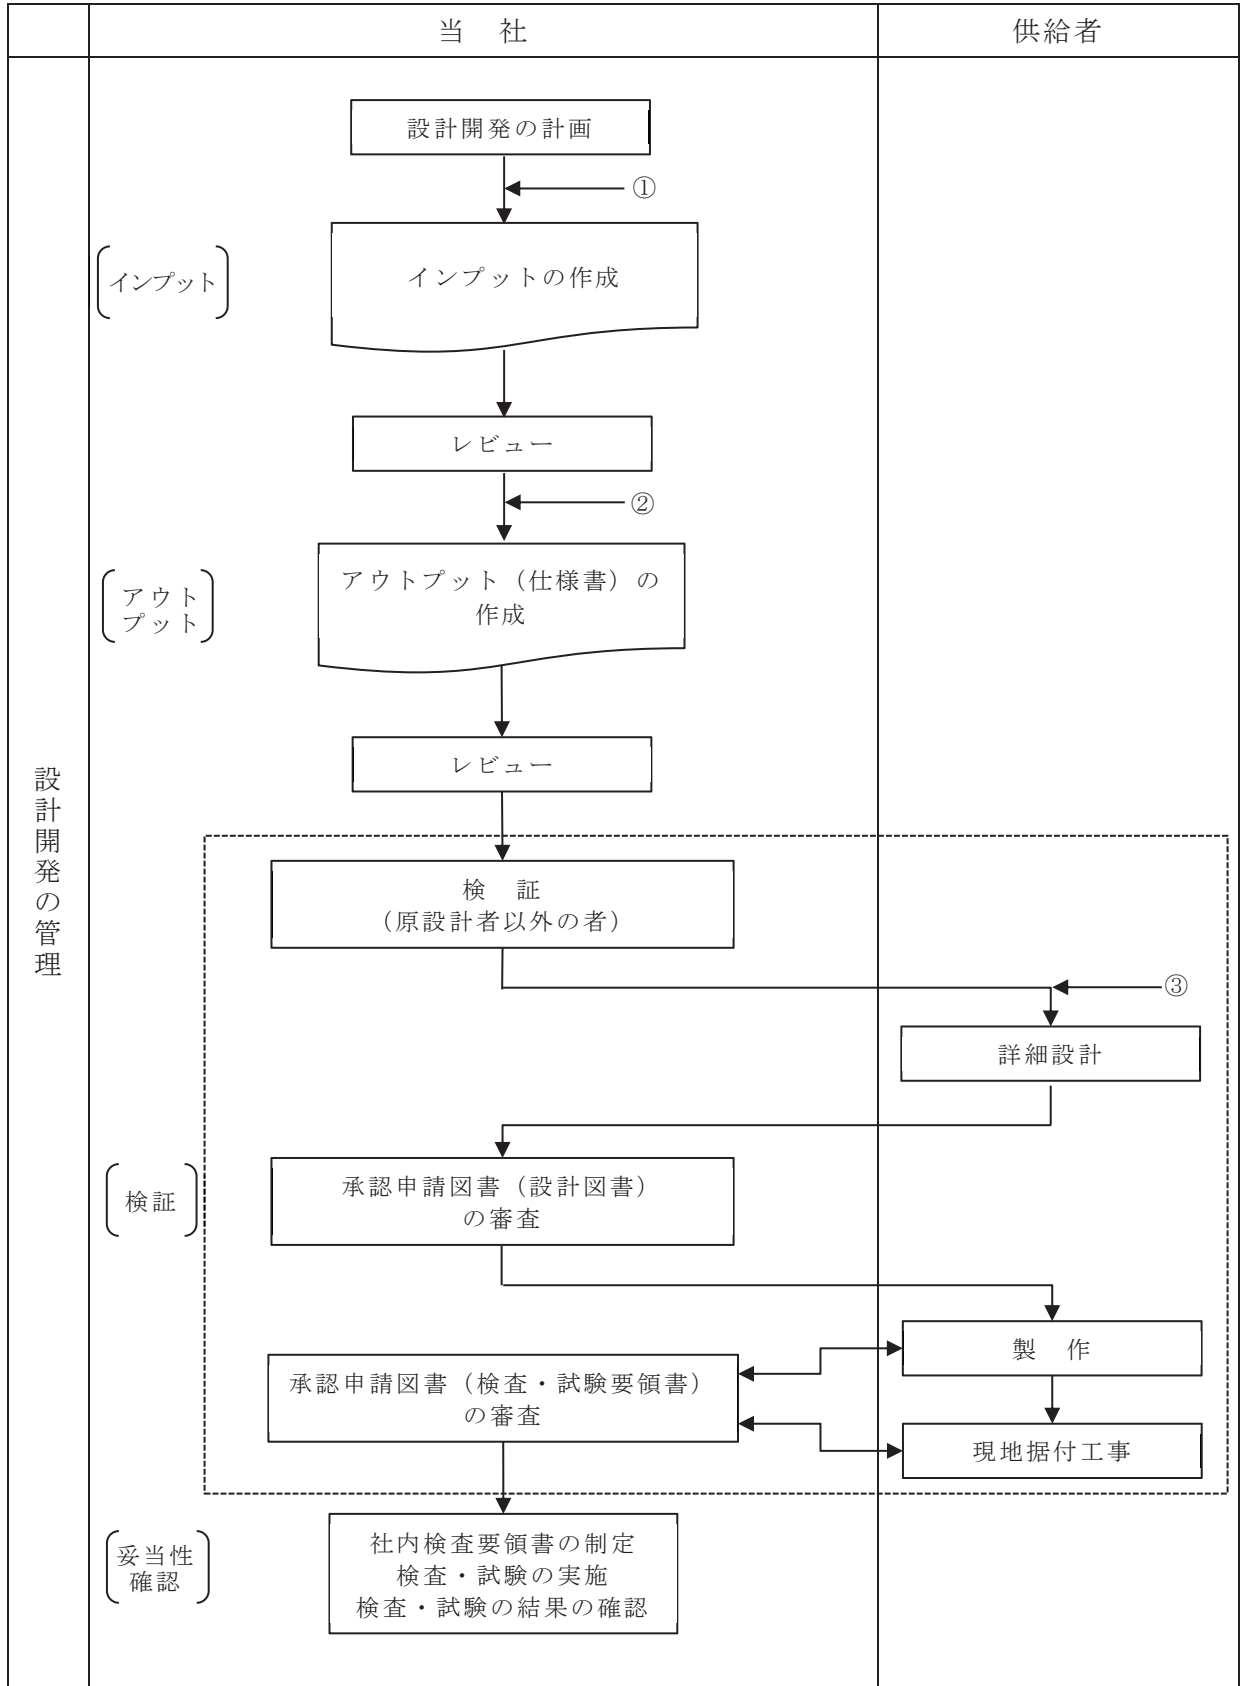 当 社
供給者
設計開発の管理
設計開発の計画
①
インプット
インプットの作成
レビュー
②
アウト
プット
アウトプット（仕様書）の
作成
レビュー
検 証
（原設計者以外の者）
③
詳細設計
検証
承認申請図書（設計図書）
の審査
製 作
承認申請図書（検査・試験要領書）
の審査
現地据付工事
妥当性
確認
社内検査要領書の制定
検査・試験の実施
検査・試験の結果の確認